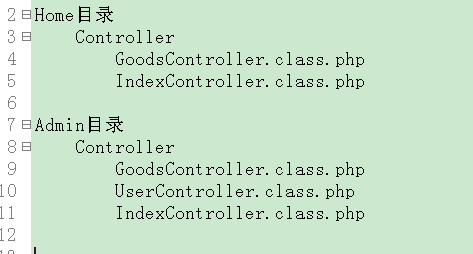 2 Home目录
3 Controller
4 GoodsController.class.php
5 IndexController.class.php
6
7 Admin目录
8 Controller
9 GoodsController.class.php
10 UserController.class.php
11 IndexController.class.php
12